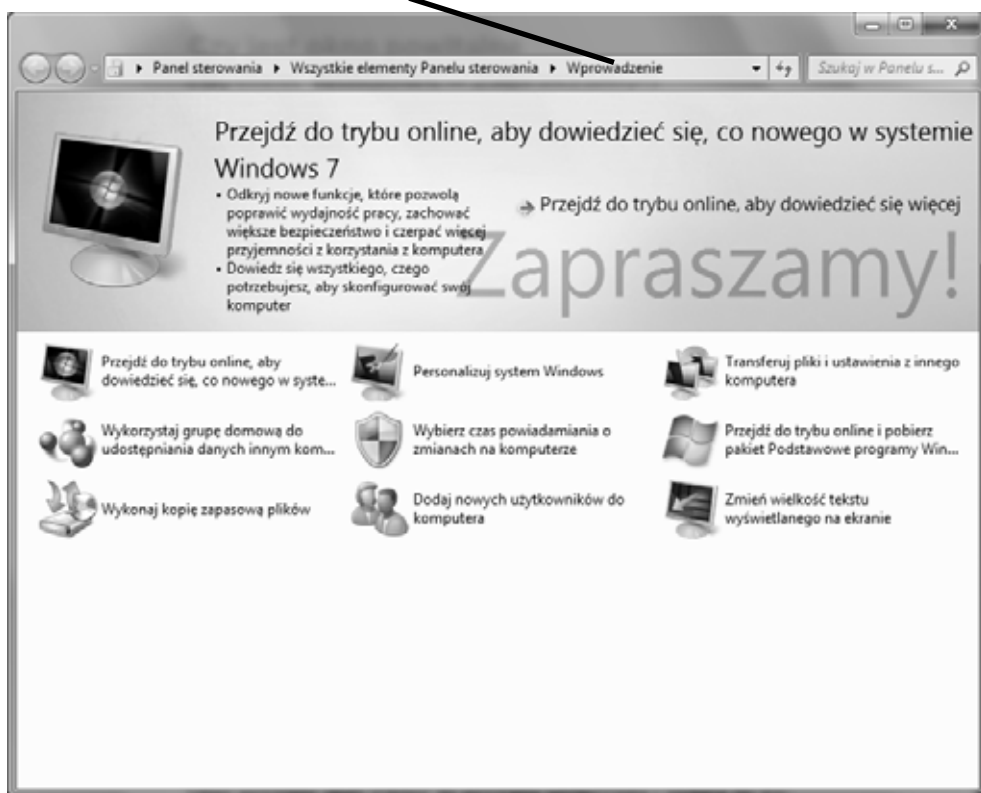 Panel sterowania ▸ Wszystkie elementy Panelu sterowania ▸ Wprowadzenie
Szukaj w Panelu s...
Przejdź do trybu online, aby dowiedzieć się, co nowego w systemie
Windows 7
• Odkryj nowe funkcje, które pozwolą
poprawić wydajność pracy, zachować
większe bezpieczeństwo i czerpać więcej
przyjemności z korzystania z komputera
• Dowiedz się wszystkiego, czego
potrzebujesz, aby skonfigurować swój
komputer
Przejdź do trybu online, aby dowiedzieć się więcej
Zapraszamy!
Przejdź do trybu online, aby
dowiedzieć się, co nowego w syste...
Personalizuj system Windows
Transferuj pliki i ustawienia z innego
komputera
Wykorzystaj grupę domową do
udostępniania danych innym kom...
Wybierz czas powiadamiania o
zmianach na komputerze
Przejdź do trybu online i pobierz
pakiet Podstawowe programy Win...
Wykonaj kopię zapasową plików
Dodaj nowych użytkowników do
komputera
Zmień wielkość tekstu
wyświetlanego na ekranie